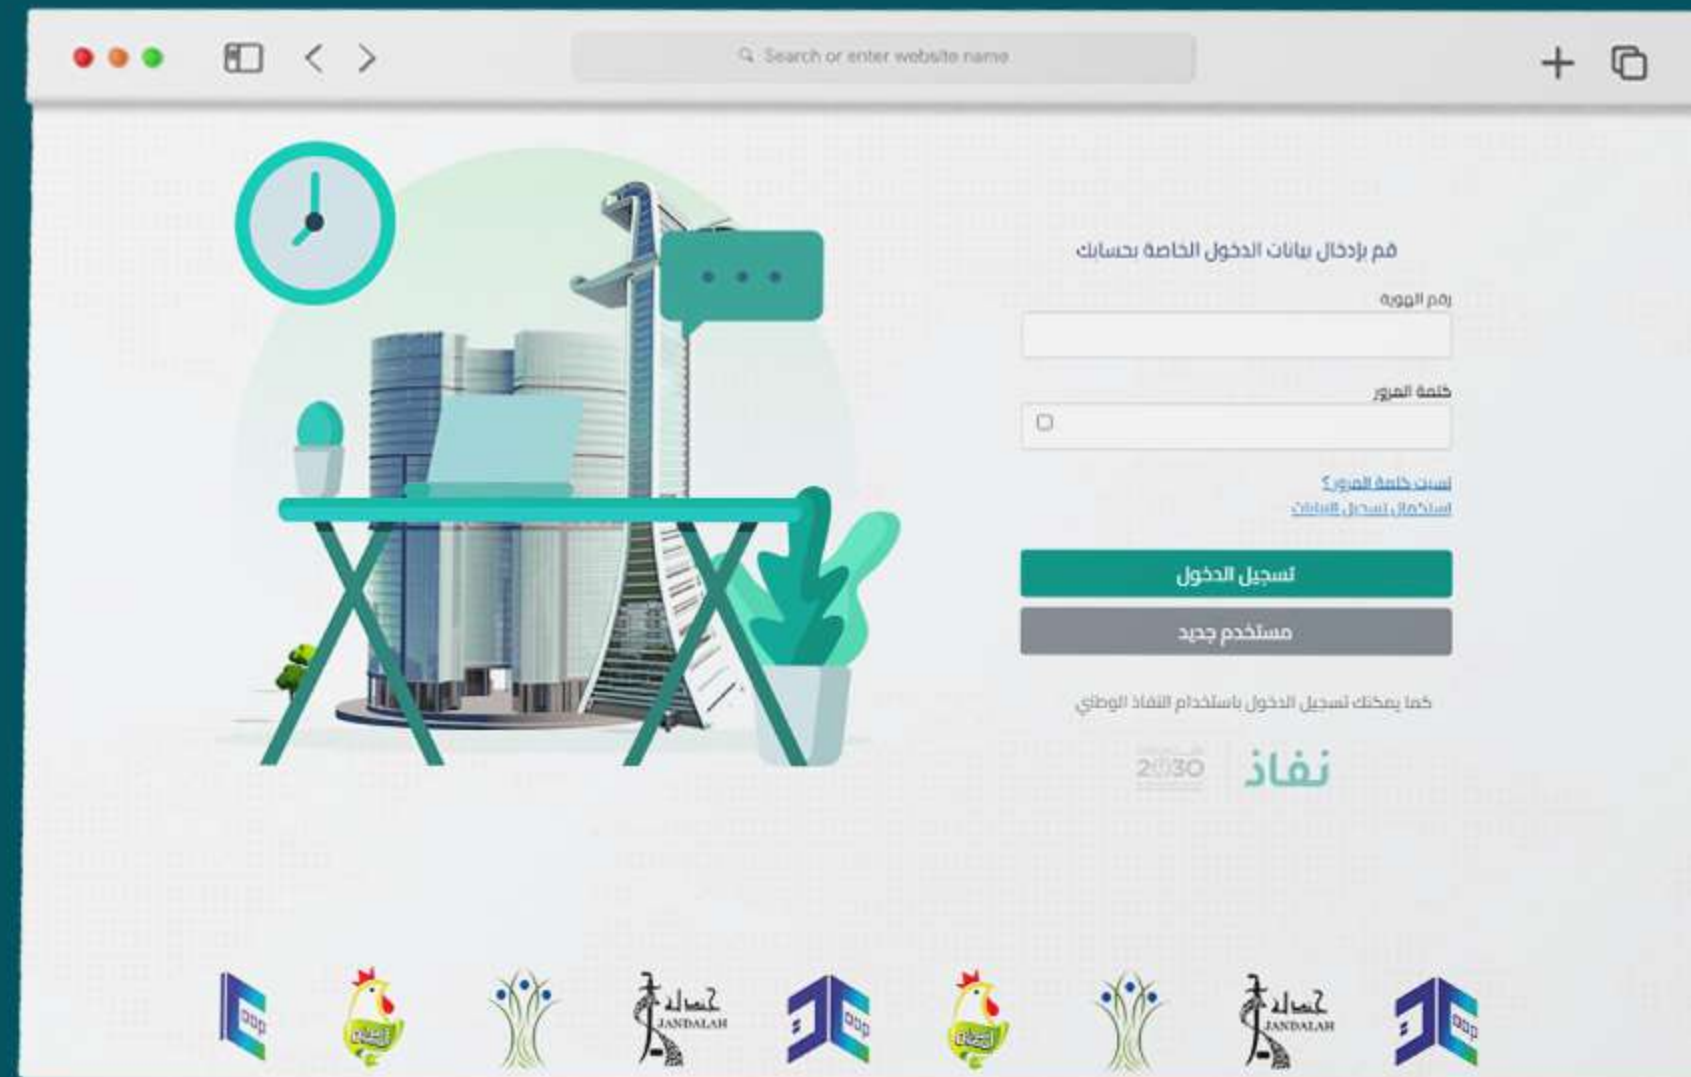 Search or enter website name
قم بإدخال بيانات الدخول الخاصة بحسابك
رقم الهوية
كلمة المرور
نسيت كلمة المرور؟
استكمال تسجيل البيانات
تسجيل الدخول
مستخدم جديد
كما يمكنك تسجيل الدخول باستخدام النفاذ الوطني
نفاذ
2030
JANDALAH
JANDALAH